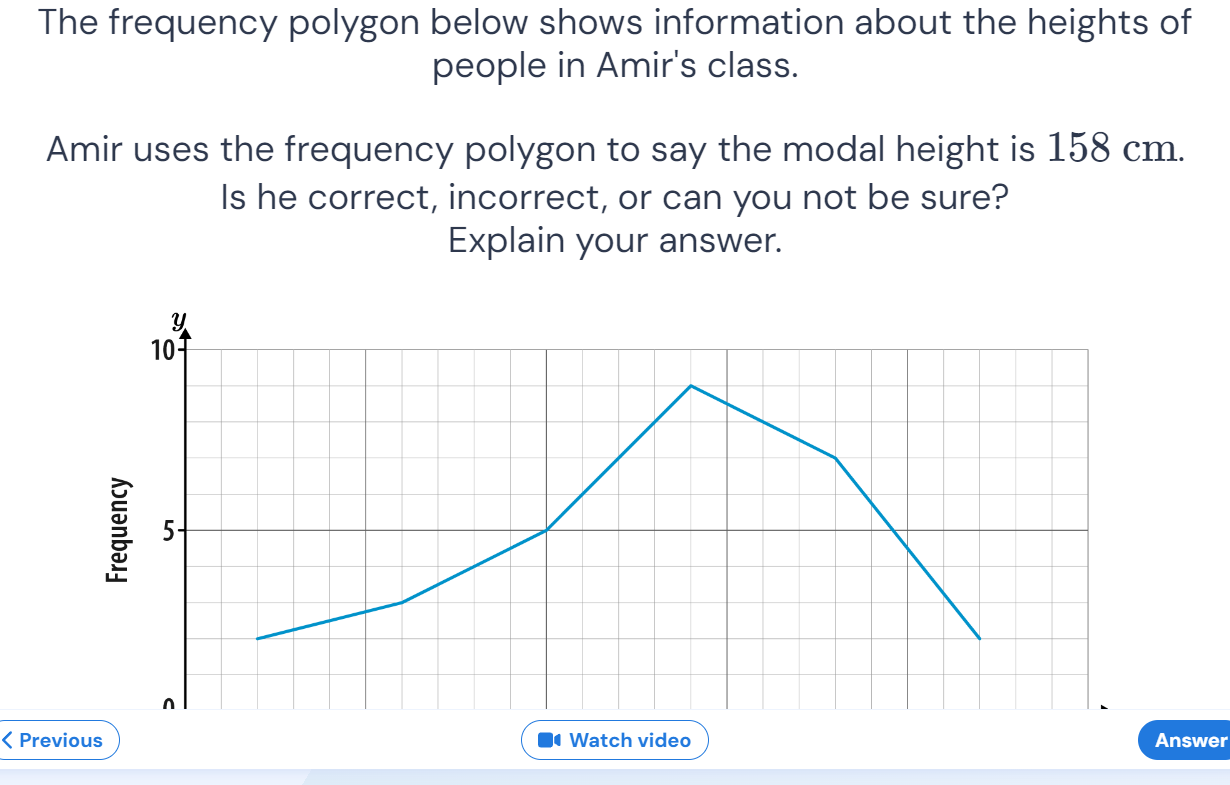 The frequency polygon below shows information about the heights of
people in Amir's class.
Amir uses the frequency polygon to say the modal height is 158 cm.
Is he correct, incorrect, or can you not be sure?
Explain your answer.
y
10
Frequency
5
0
Previous
Watch video
Answer